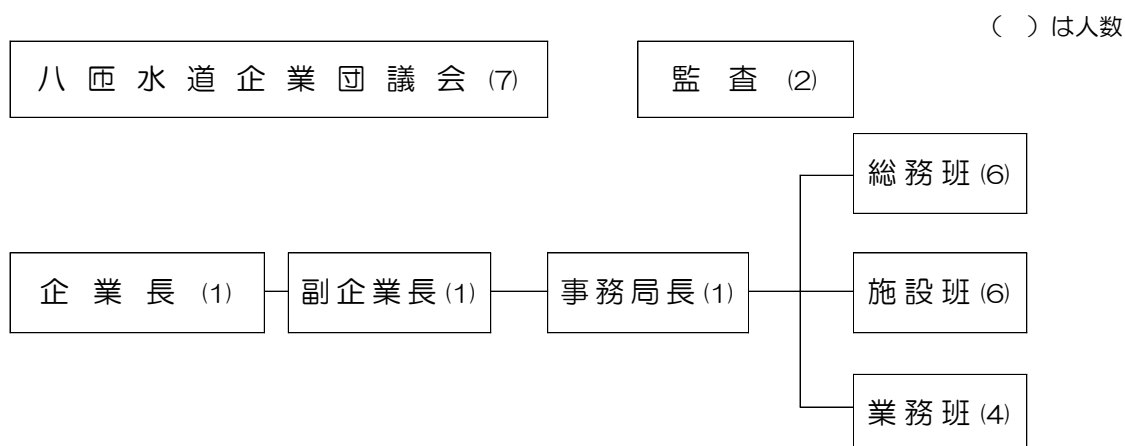 （　）は人数
八匝水道企業団議会 (7)
監査 (2)
総務班 (6)
企業長 (1)
副企業長 (1)
事務局長 (1)
施設班 (6)
業務班 (4)